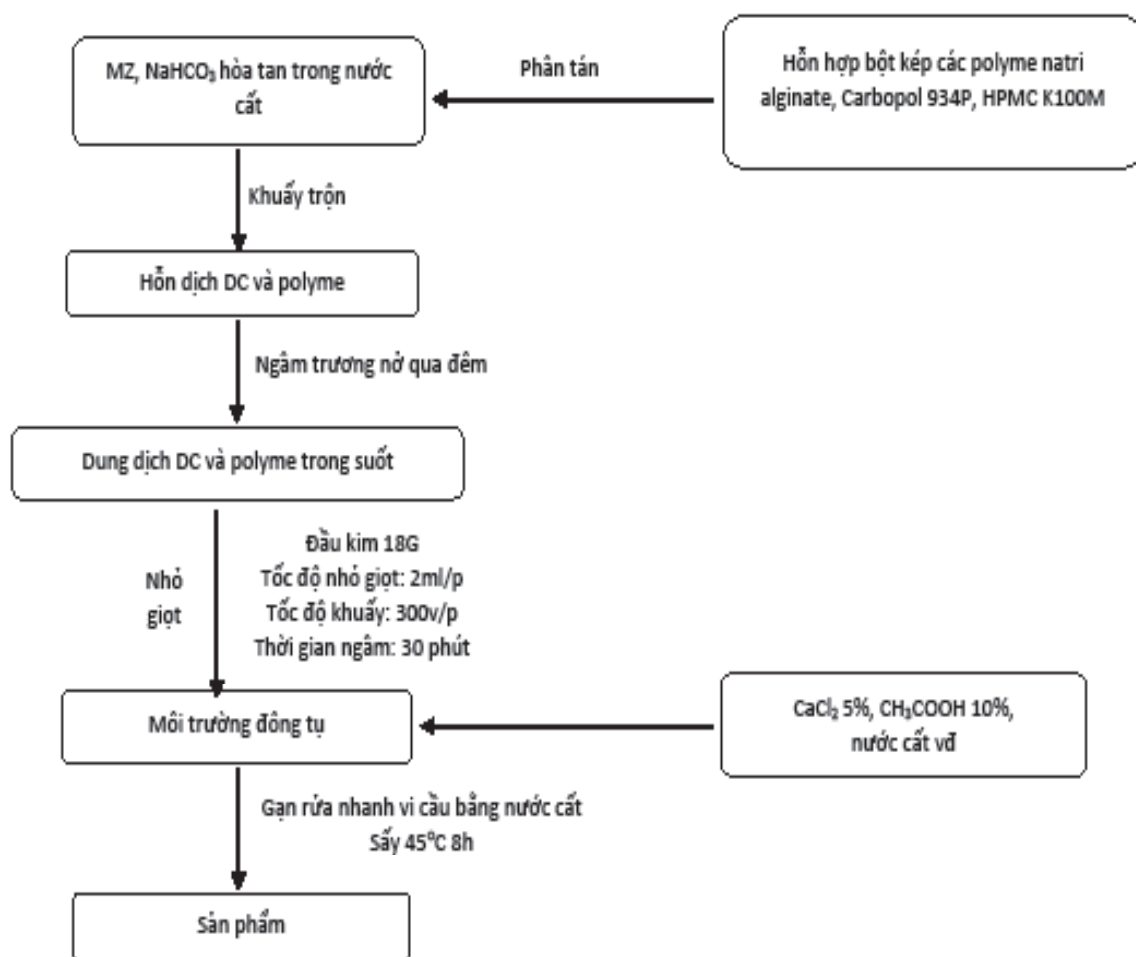 MZ, NaHCO₃ hòa tan trong nước
cất
Phân tán
Hỗn hợp bột kép các polyme natri
alginate, Carbopol 934P, HPMC K100M
Khuấy trộn
Hỗn dịch DC và polyme
Ngâm trương nở qua đêm
Dung dịch DC và polyme trong suốt
Nhỏ
giọt
Đầu kim 18G
Tốc độ nhỏ giọt: 2ml/p
Tốc độ khuấy: 300v/p
Thời gian ngâm: 30 phút
Môi trường đông tụ
CaCl₂ 5%, CH₃COOH 10%,
nước cất vđ
Gạn rửa nhanh vi cầu bằng nước cất
Sấy 45°C 8h
Sản phẩm